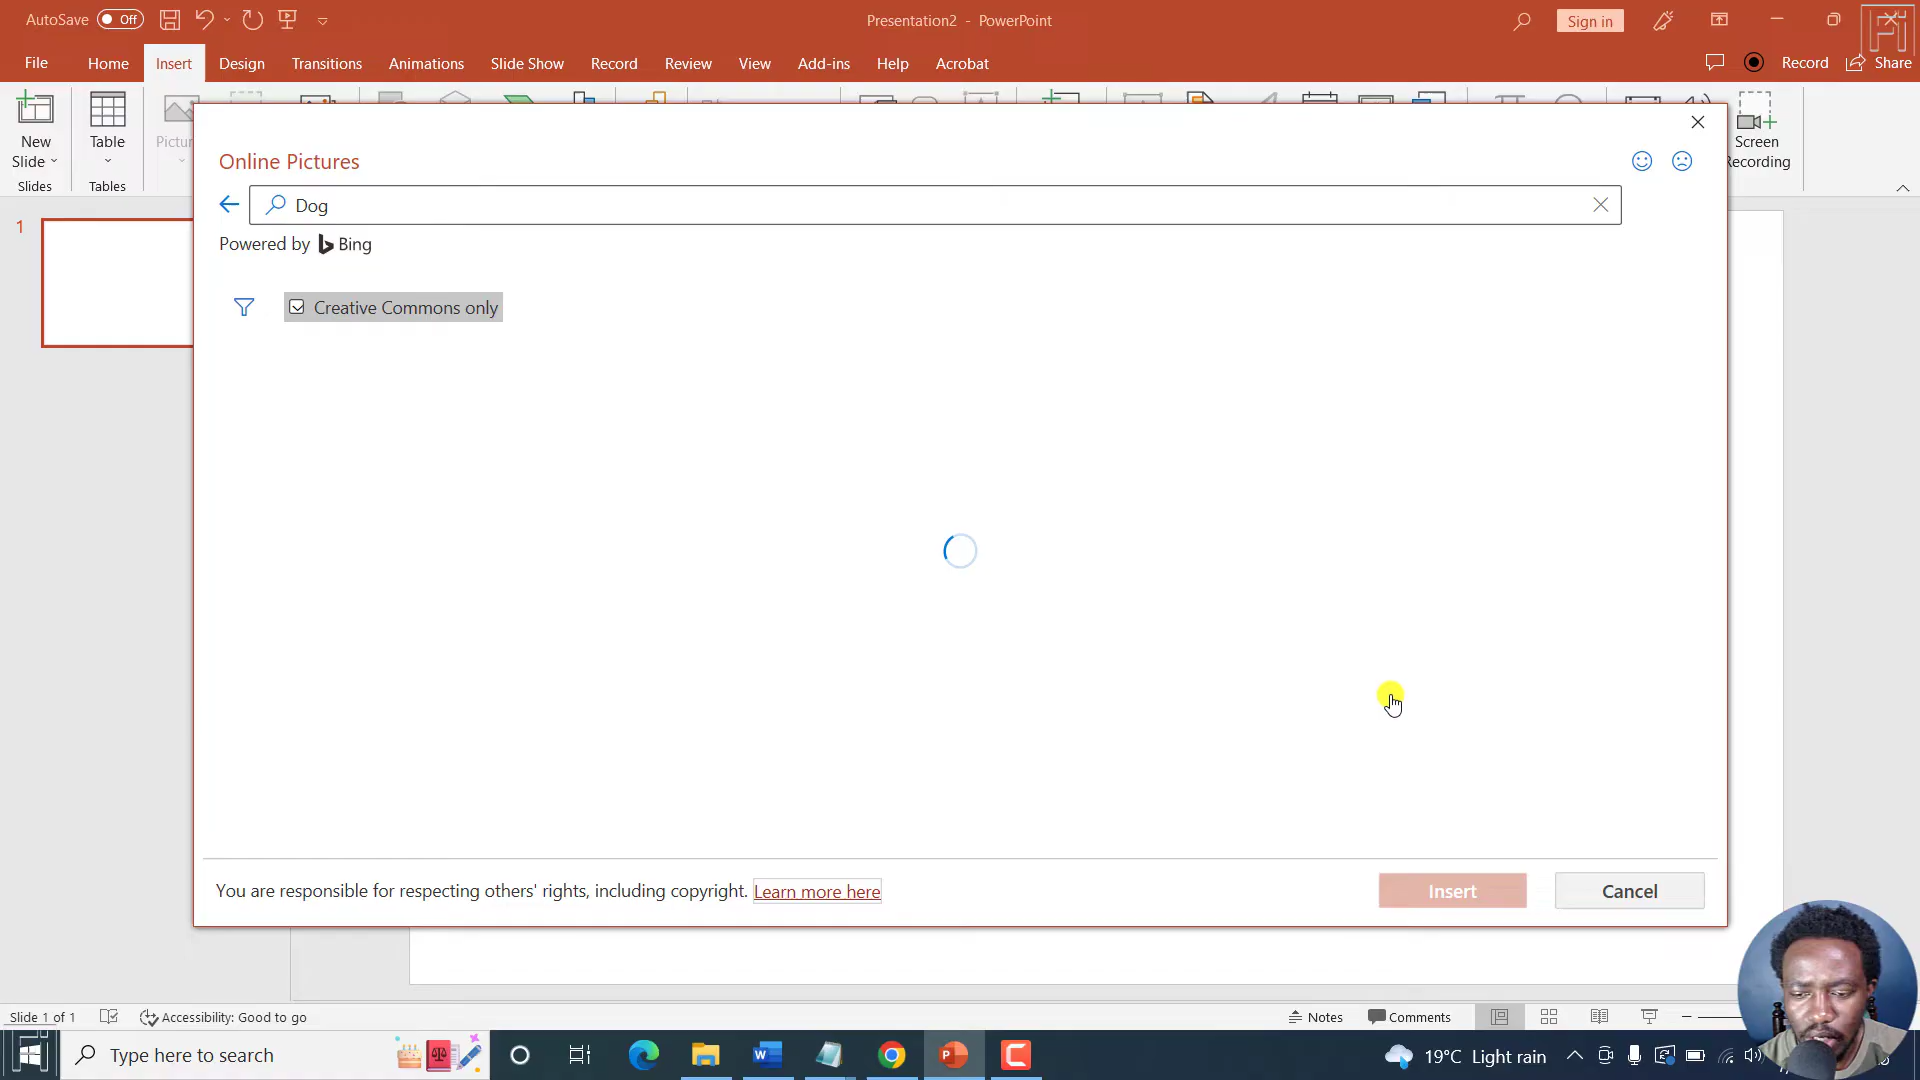 AutoSave Off
Presentation2 - PowerPoint
Sign in
File Home Insert Design Transitions Animations Slide Show Record Review View Add-ins Help Acrobat
Record Share
New Slide
Table
Screen Recording
Slides
Tables
Online Pictures
Dog
Powered by Bing
Creative Commons only
1
You are responsible for respecting others' rights, including copyright. Learn more here
Insert
Cancel
Slide 1 of 1
Accessibility: Good to go
Notes
Comments
Type here to search
19°C Light rain